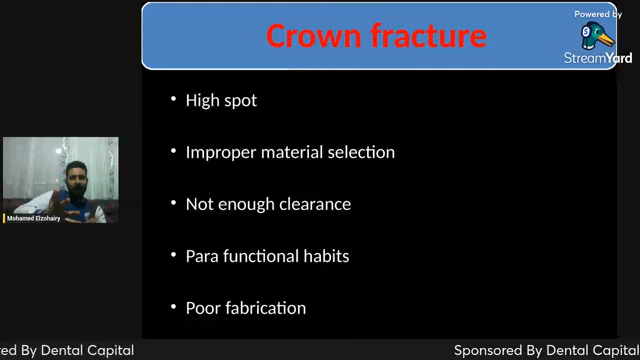 Powered by
StreamYard
Crown fracture
• High spot
• Improper material selection
• Not enough clearance
• Para functional habits
• Poor fabrication
Mohamed Elzohairy
red By Dental Capital
Sponsored By Dental Capital